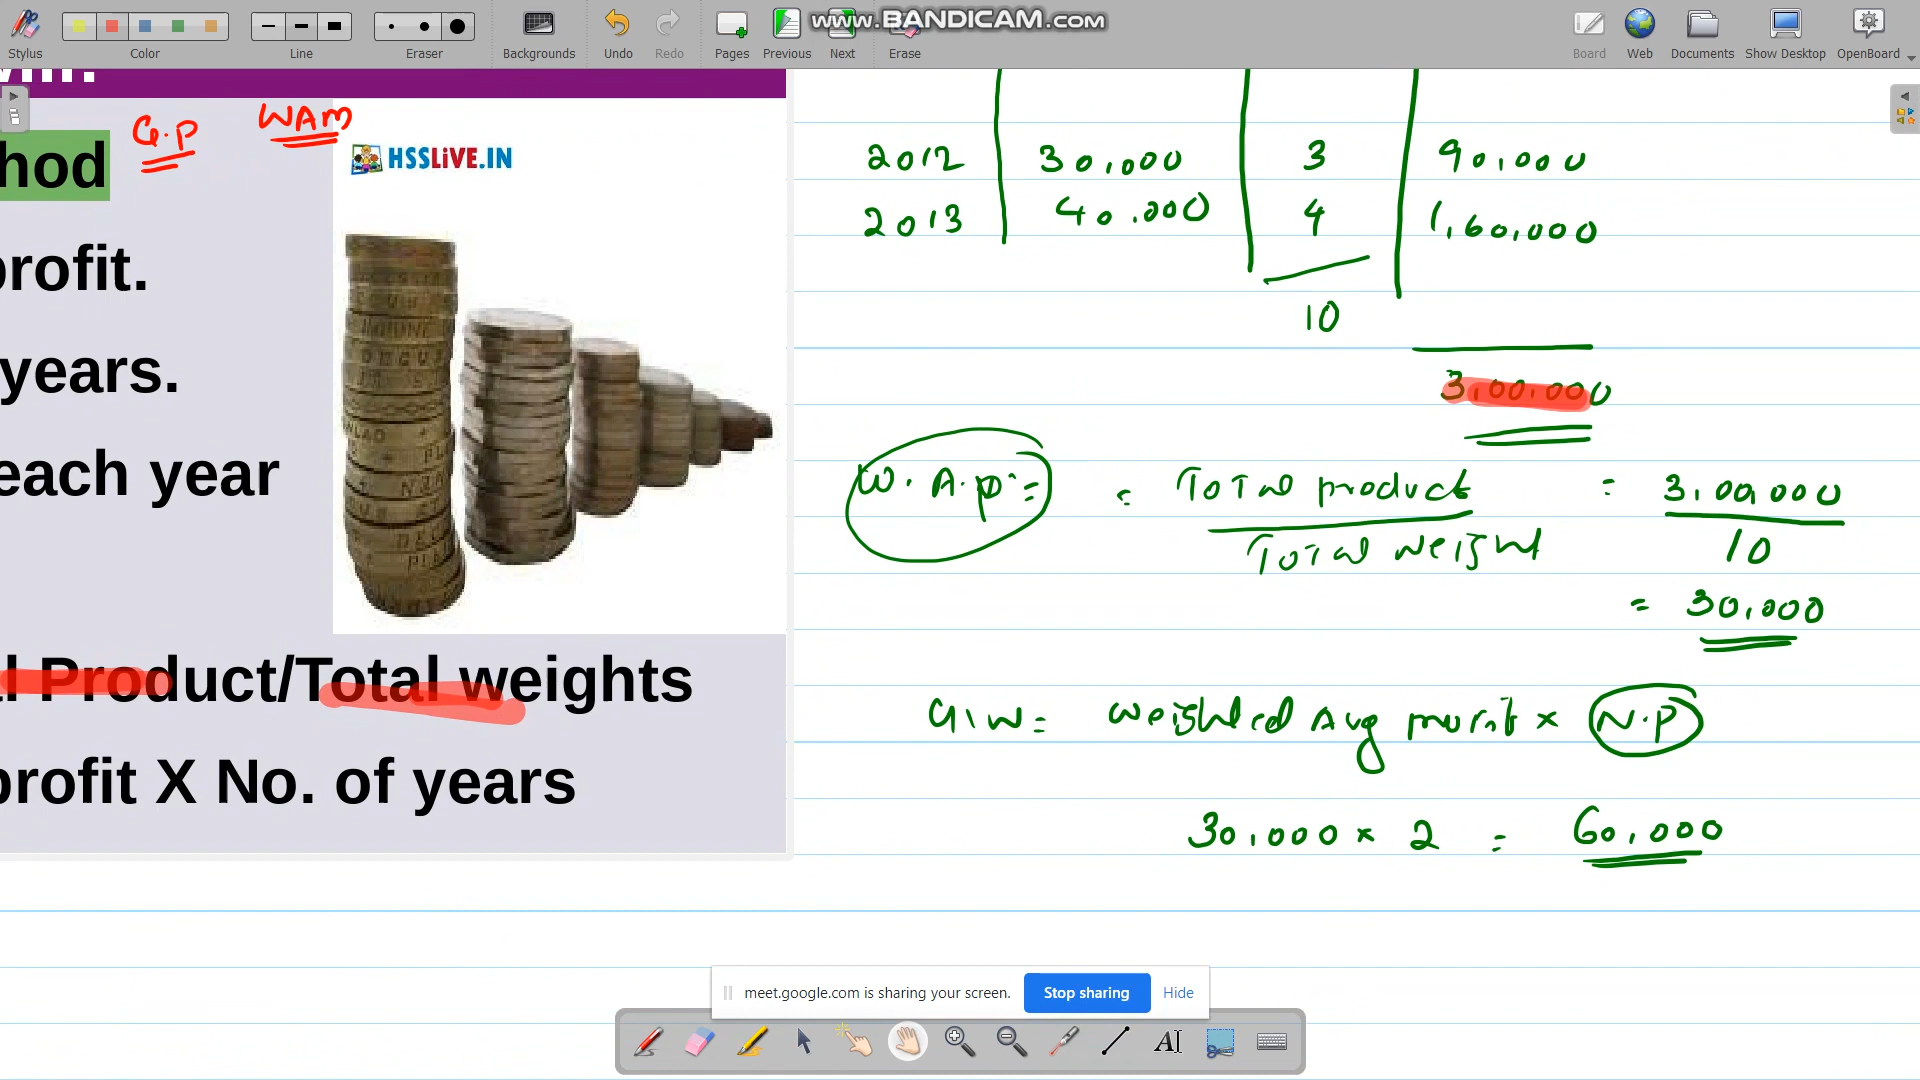 Stylus
Color
Line
Eraser
Backgrounds
Undo
Redo
Pages
Previous
Next
Erase
www.BANDICAM.com
Board
Web
Documents
Show Desktop
OpenBoard
G.P
WAM
hod
HSSLiVE.IN
profit.
years.
each year
l Product/Total weights
profit X No. of years
2012 30,000 3 90,000
2013 40.000 4 1,60,000
10
3,00,000
W. A. p = = Total product = 3,00,000
Total weight 10
= 30,000
G/W = Weighted Avg profit x N.P
30,000 x 2 = 60,000
meet.google.com is sharing your screen.
Stop sharing
Hide